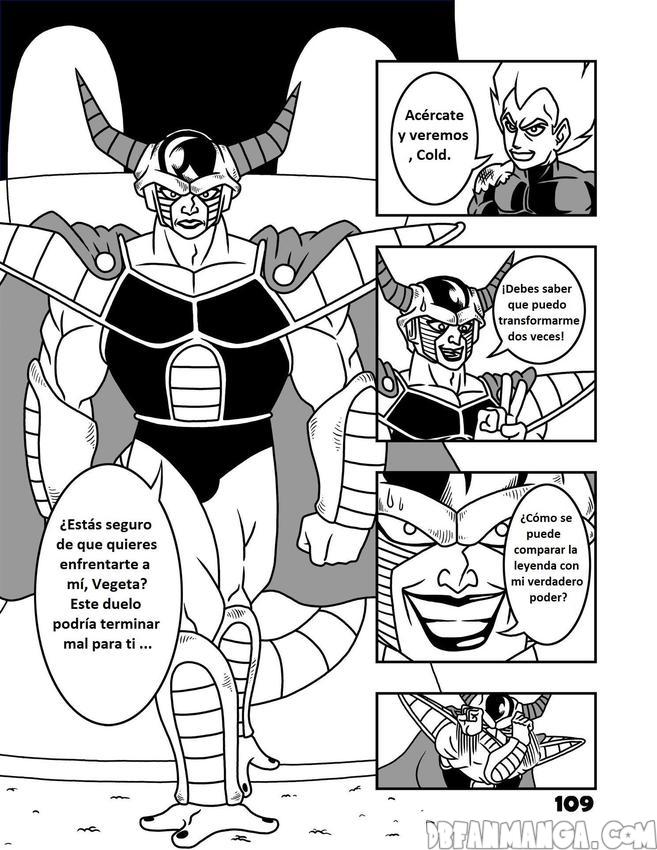 ¿Estás seguro
de que quieres
enfrentarte a
mí, Vegeta?
Este duelo
podría terminar
mal para ti ...
Acércate
y veremos
, Cold.
¡Debes saber
que puedo
transformarme
dos veces!
¿Cómo se
puede
comparar la
leyenda con
mi verdadero
poder?
109
DBFANMANGA.COM